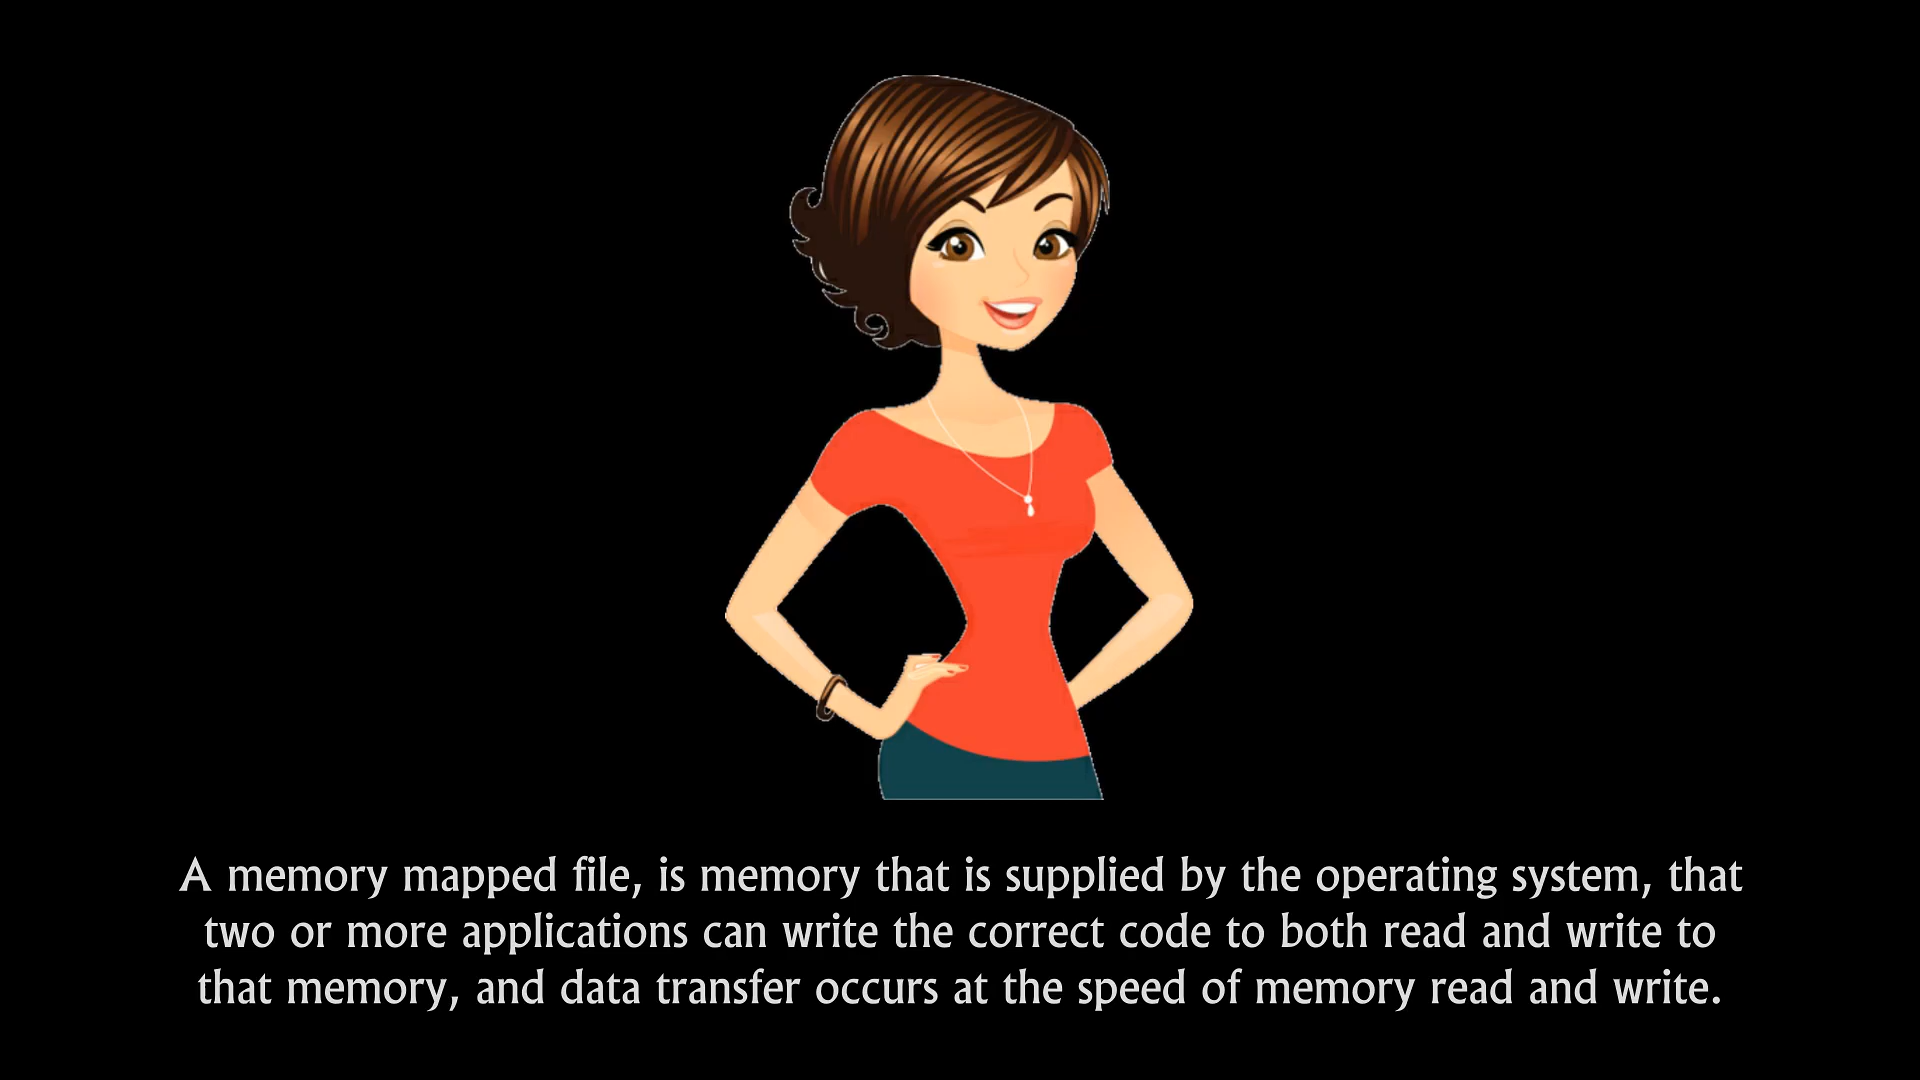 A memory mapped file, is memory that is supplied by the operating system, that
two or more applications can write the correct code to both read and write to
that memory, and data transfer occurs at the speed of memory read and write.